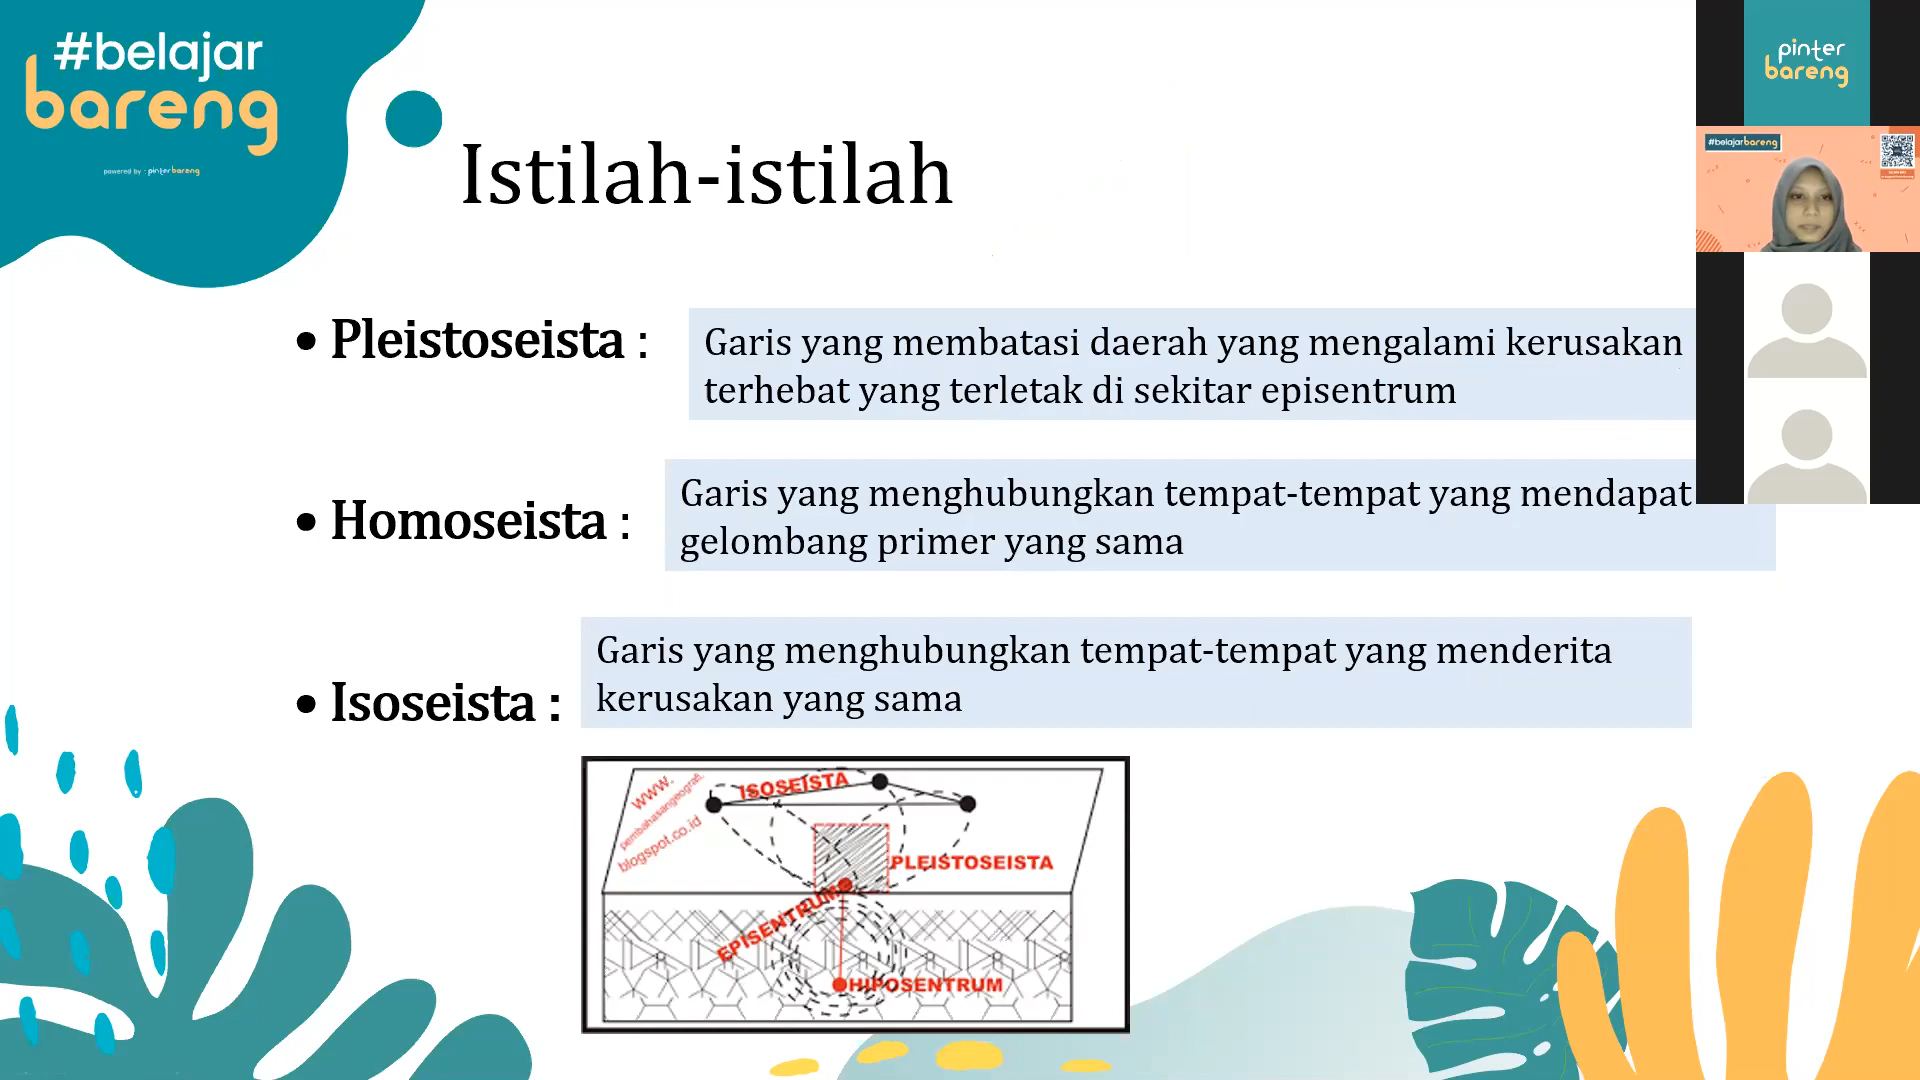 #belajar
bareng
powered by : pinterbareng
pinter
bareng
#belajarbareng
Istilah-istilah
• Pleistoseista :
Garis yang membatasi daerah yang mengalami kerusakan
terhebat yang terletak di sekitar episentrum
• Homoseista :
Garis yang menghubungkan tempat-tempat yang mendapat
gelombang primer yang sama
• Isoseista :
Garis yang menghubungkan tempat-tempat yang menderita
kerusakan yang sama
www.
pembahasangeografi.
blogspot.co.id
ISOSEISTA
PLEISTOSEISTA
EPISENTRUM
HIPOSENTRUM